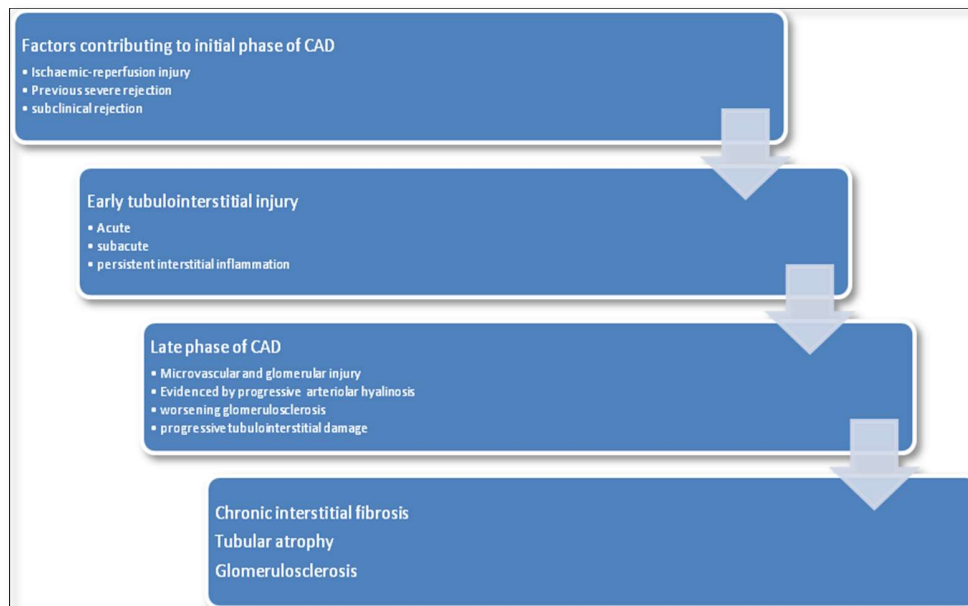 Factors contributing to initial phase of CAD
• Ischaemic-reperfusion injury
• Previous severe rejection
• subclinical rejection
Early tubulointerstitial injury
• Acute
• subacute
• persistent interstitial inflammation
Late phase of CAD
• Microvascular and glomerular injury
• Evidenced by progressive arteriolar hyalinosis
• worsening glomerulosclerosis
• progressive tubulointerstitial damage
Chronic interstitial fibrosis
Tubular atrophy
Glomerulosclerosis